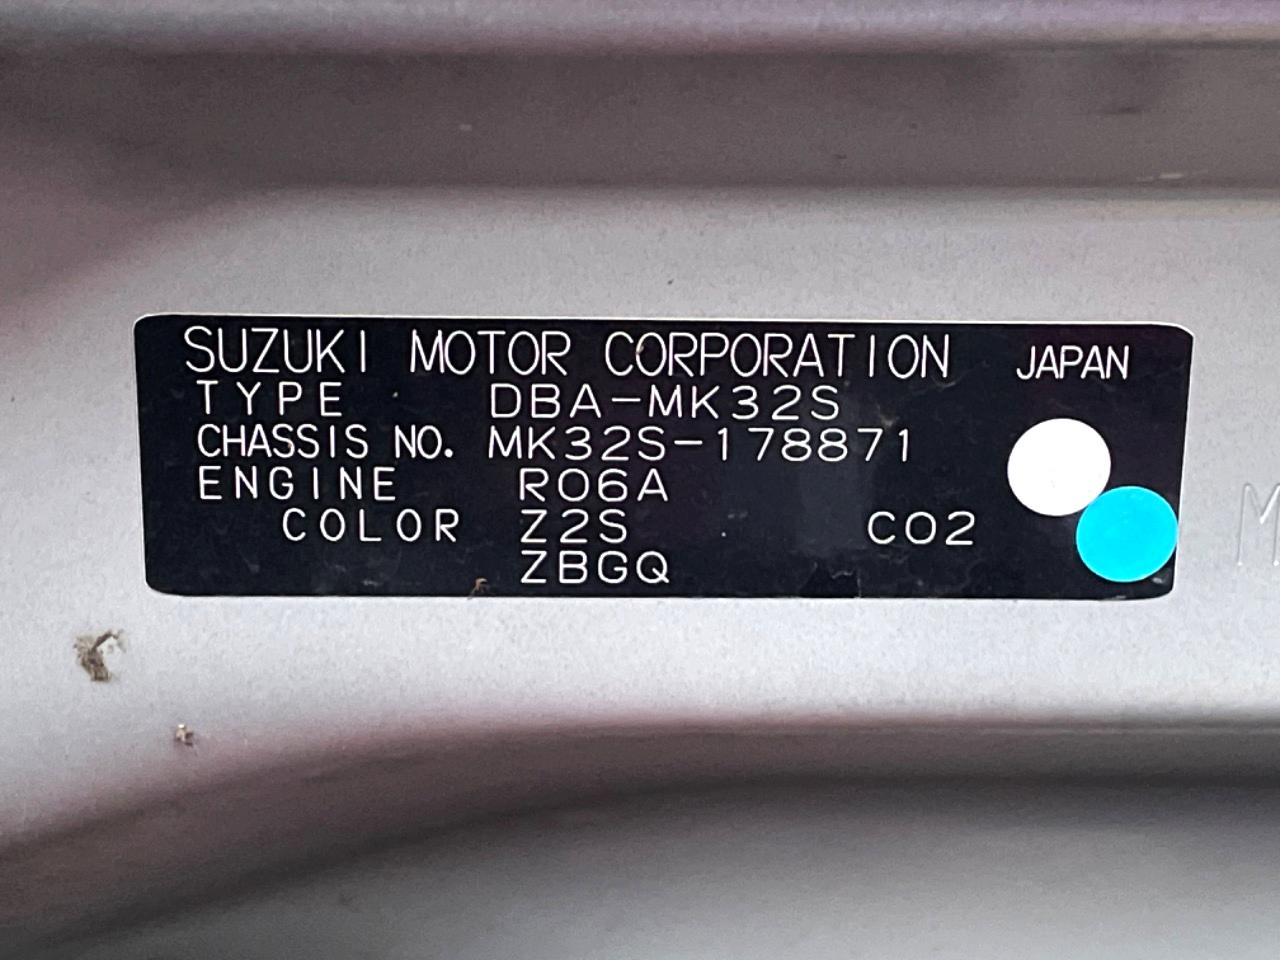 SUZUKI MOTOR CORPORATION JAPAN
TYPE DBA-MK32S
CHASSIS NO. MK32S-178871
ENGINE R06A
COLOR Z2S C02
ZBGQ